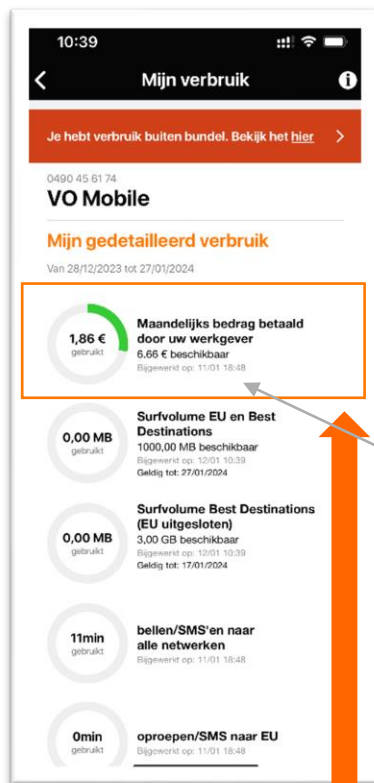 10:39
Mijn verbruik
Je hebt verbruik buiten bundel. Bekijk het hier
0490 45 61 74
VO Mobile
Mijn gedetailleerd verbruik
Van 28/12/2023 tot 27/01/2024
1,86 €
gebruikt
Maandelijks bedrag betaald
door uw werkgever
6.66 € beschikbaar
Bijgewerkt op: 11/01 18:48
0,00 MB
gebruikt
Surfvolume EU en Best
Destinations
1000,00 MB beschikbaar
Bijgewerkt op: 12/01 10:39
Geldig tot: 27/01/2024
0,00 MB
gebruikt
Surfvolume Best Destinations
(EU uitgesloten)
3,00 GB beschikbaar
Bijgewerkt op: 12/01 10:39
Geldig tot: 17/01/2024
11min
gebruikt
bellen/SMS'en naar
alle netwerken
Bijgewerkt op: 11/01 18:48
0min
gebruikt
oproepen/SMS naar EU
Bijgewerkt op: 11/01 18:48